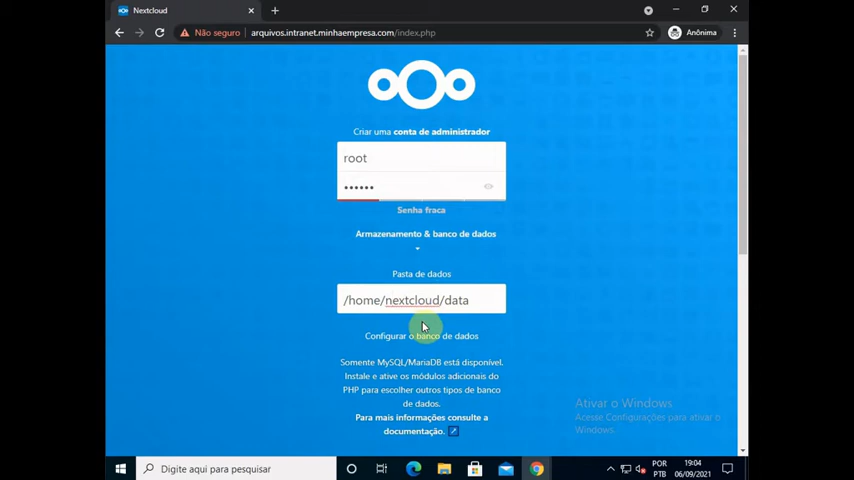 Nextcloud
Não seguro arquivos.intranet.minhaempresa.com/index.php Anônima
Criar uma conta de administrador
root
••••••
Senha fraca
Armazenamento & banco de dados
Pasta de dados
/home/nextcloud/data
Configurar o banco de dados
Somente MySQL/MariaDB está disponível.
Instale e ative os módulos adicionais do
PHP para escolher outros tipos de banco
de dados.
Para mais informações consulte a
documentação.
Ativar o Windows
Acesse Configurações para ativar o
Windows.
Digite aqui para pesquisar
POR
PTB
19:04
06/09/2021